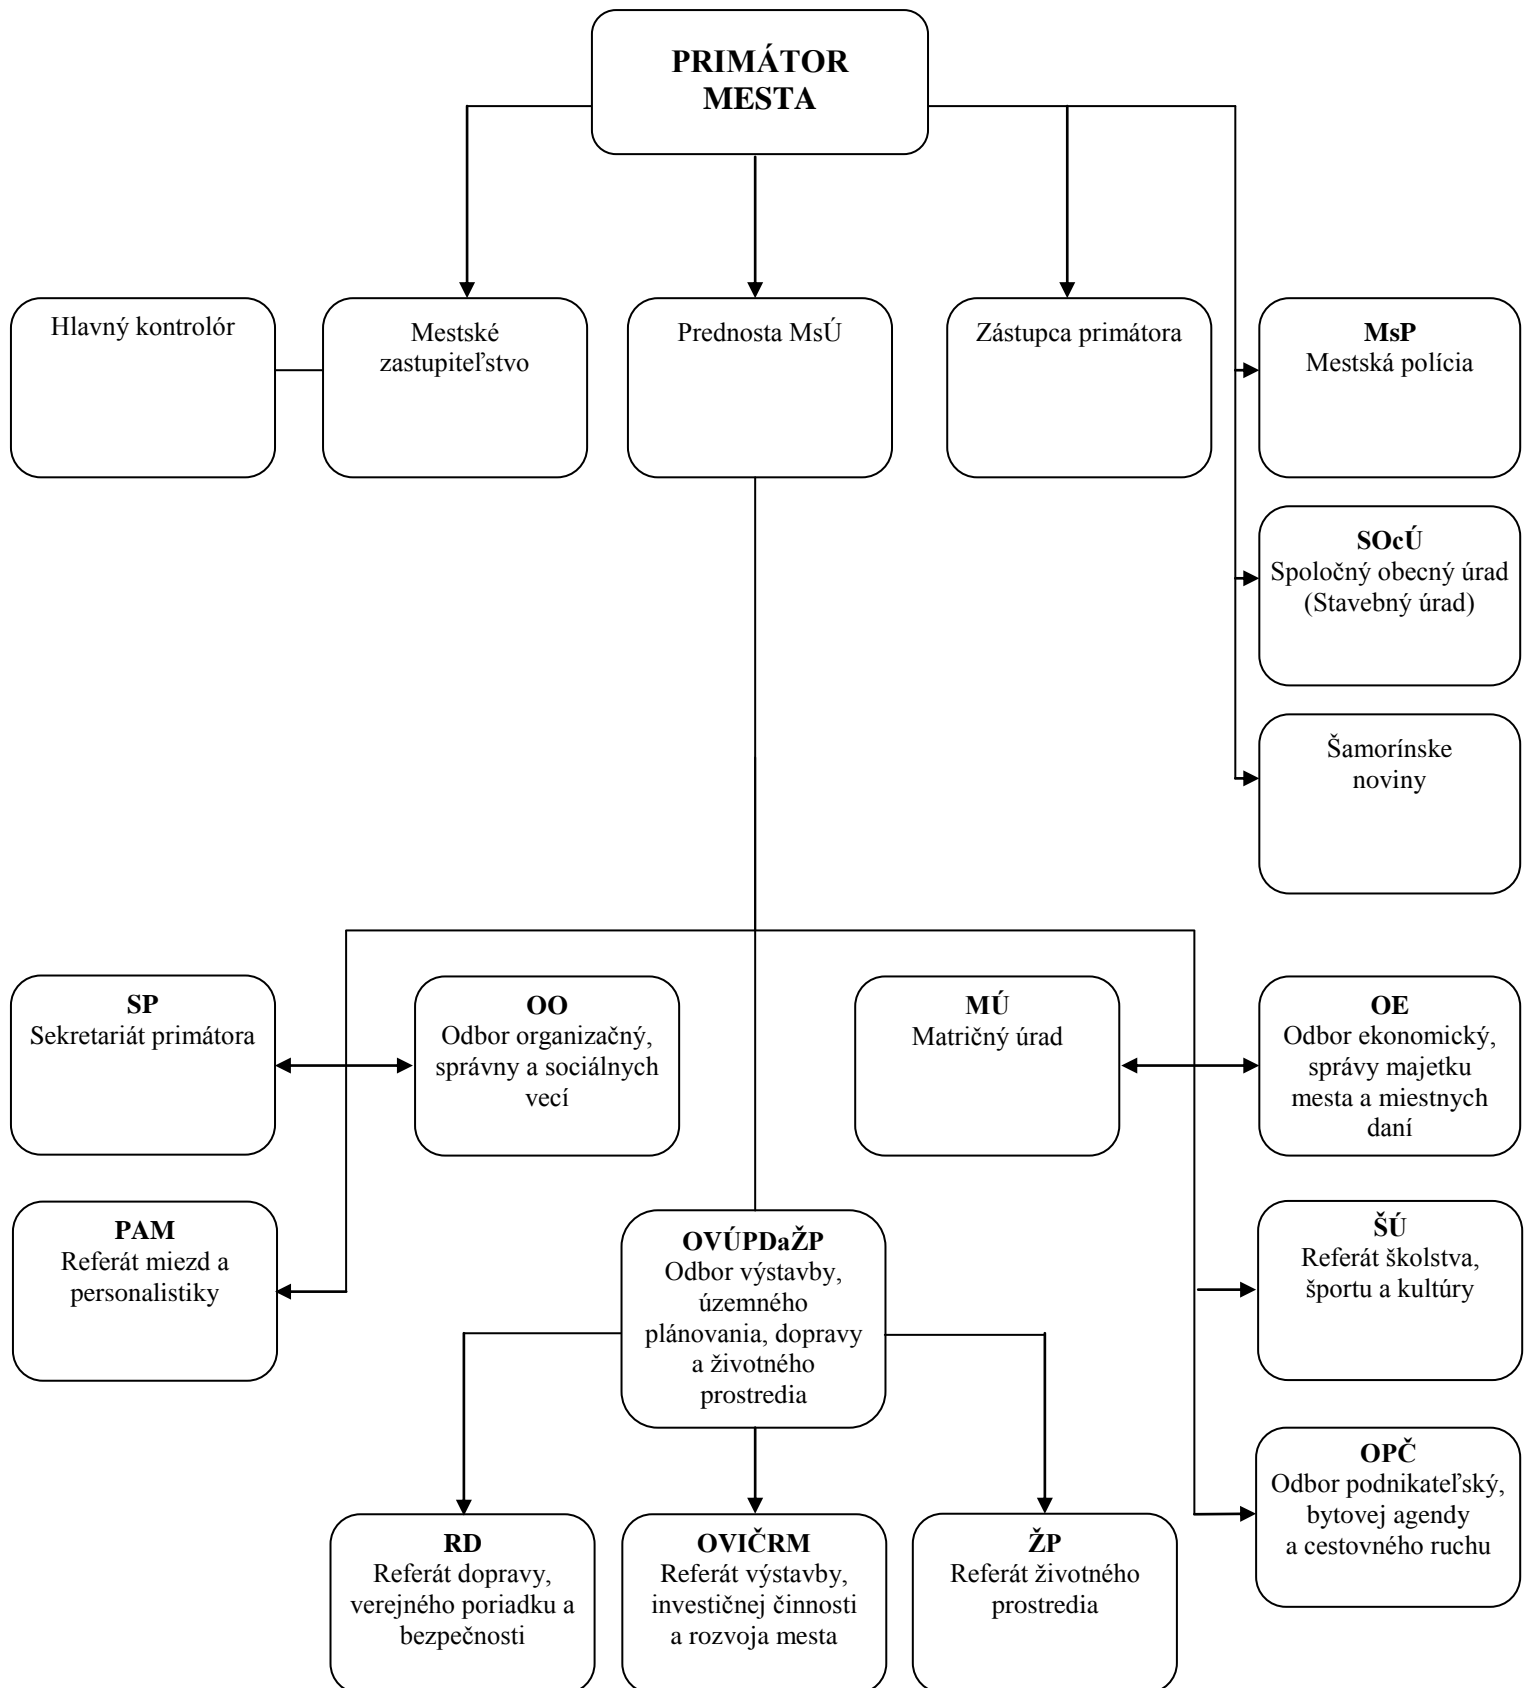 PRIMÁTOR
MESTA
Hlavný kontrolór
Mestské
zastupiteľstvo
Prednosta MsÚ
Zástupca primátora
MsP
Mestská polícia
SOcÚ
Spoločný obecný úrad
(Stavebný úrad)
Šamorínske
noviny
SP
Sekretariát primátora
OO
Odbor organizačný,
správny a sociálnych
vecí
MÚ
Matričný úrad
OE
Odbor ekonomický,
správy majetku
mesta a miestnych
daní
PAM
Referát miezd a
personalistiky
OVÚPDaŽP
Odbor výstavby,
územného
plánovania, dopravy
a životného
prostredia
ŠÚ
Referát školstva,
športu a kultúry
OPČ
Odbor podnikateľský,
bytovej agendy
a cestovného ruchu
RD
Referát dopravy,
verejného poriadku a
bezpečnosti
OVIČRM
Referát výstavby,
investičnej činnosti
a rozvoja mesta
ŽP
Referát životného
prostredia